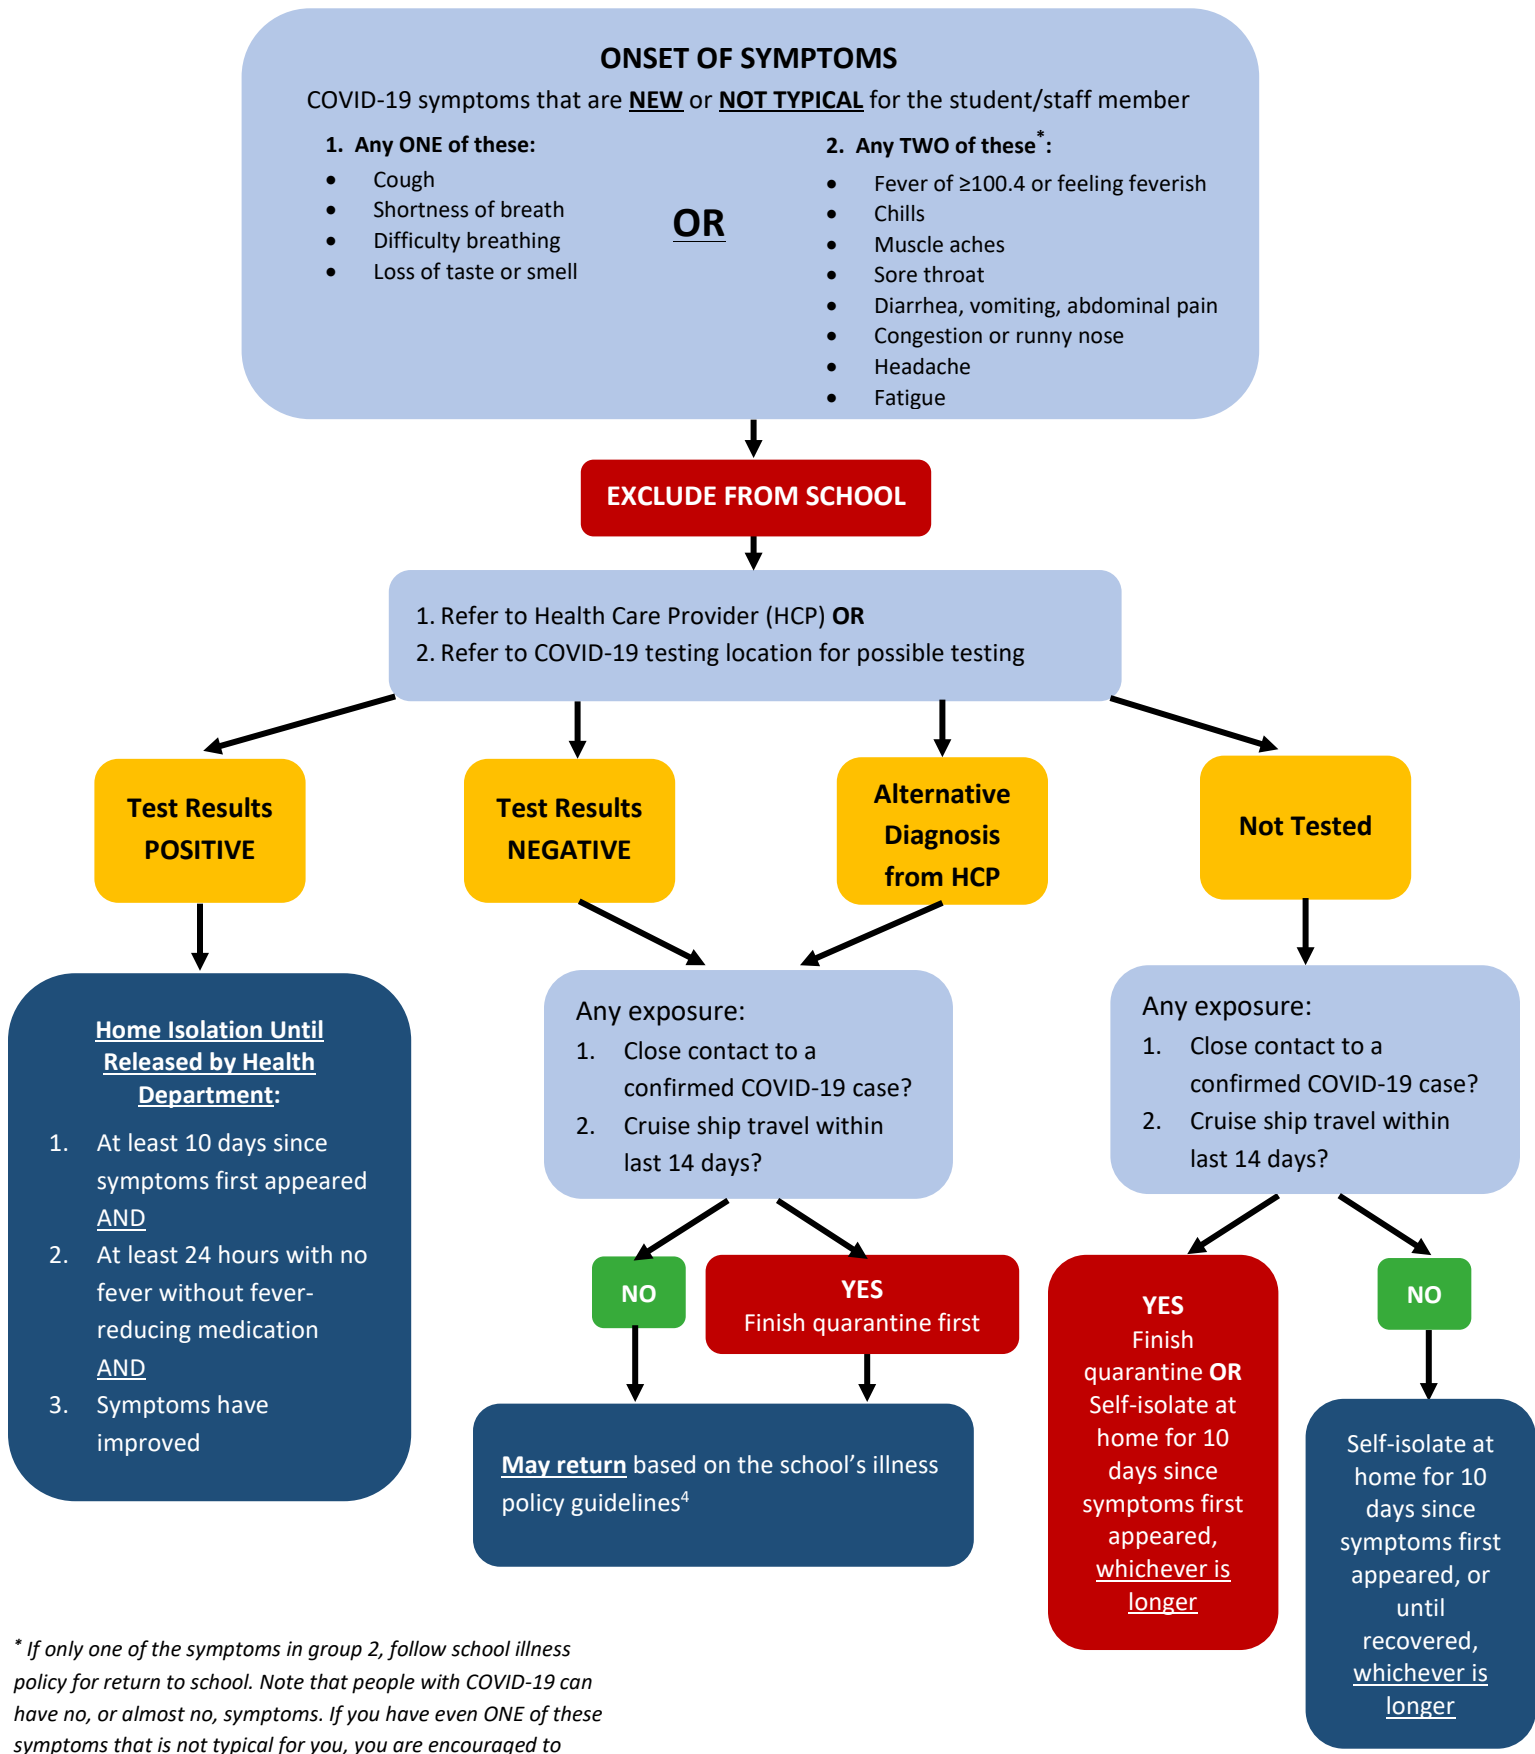 ONSET OF SYMPTOMS
COVID-19 symptoms that are NEW or NOT TYPICAL for the student/staff member
1. Any ONE of these:
• Cough
• Shortness of breath
• Difficulty breathing
• Loss of taste or smell
OR
2. Any TWO of these*:
• Fever of ≥100.4 or feeling feverish
• Chills
• Muscle aches
• Sore throat
• Diarrhea, vomiting, abdominal pain
• Congestion or runny nose
• Headache
• Fatigue
EXCLUDE FROM SCHOOL
1. Refer to Health Care Provider (HCP) OR
2. Refer to COVID-19 testing location for possible testing
Test Results
POSITIVE
Test Results
NEGATIVE
Alternative
Diagnosis
from HCP
Not Tested
Home Isolation Until
Released by Health
Department:
1. At least 10 days since
symptoms first appeared
AND
2. At least 24 hours with no
fever without fever-
reducing medication
AND
3. Symptoms have
improved
Any exposure:
1. Close contact to a
confirmed COVID-19 case?
2. Cruise ship travel within
last 14 days?
Any exposure:
1. Close contact to a
confirmed COVID-19 case?
2. Cruise ship travel within
last 14 days?
NO
YES
Finish quarantine first
May return based on the school's illness
policy guidelines4
YES
Finish
quarantine OR
Self-isolate at
home for 10
days since
symptoms first
appeared,
whichever is
longer
NO
Self-isolate at
home for 10
days since
symptoms first
appeared, or
until
recovered,
whichever is
longer
* If only one of the symptoms in group 2, follow school illness
policy for return to school. Note that people with COVID-19 can
have no, or almost no, symptoms. If you have even ONE of these
symptoms that is not typical for you, you are encouraged to